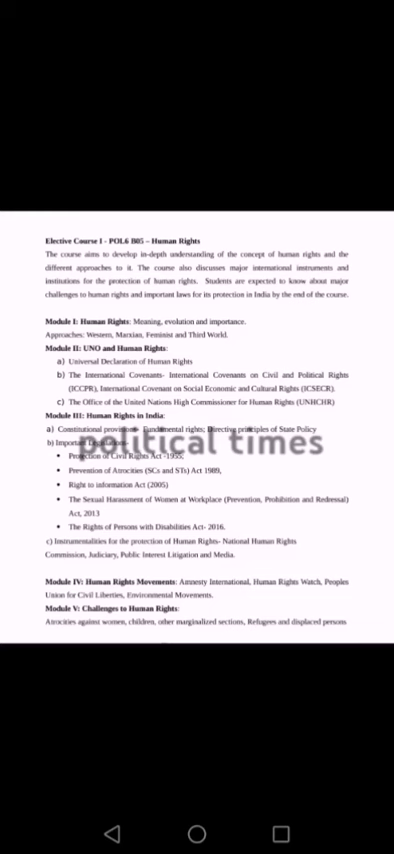 Elective Course I - POL6 B05 – Human Rights
The course aims to develop in-depth understanding of the concept of human rights and the
different approaches to it. The course also discusses major international instruments and
institutions for the protection of human rights. Students are expected to know about major
challenges to human rights and important laws for its protection in India by the end of the course.
Module I: Human Rights: Meaning, evolution and importance.
Approaches: Western, Marxian, Feminist and Third World.
Module II: UNO and Human Rights:
a) Universal Declaration of Human Rights
b) The International Covenants- International Covenants on Civil and Political Rights
(ICCPR), International Covenant on Social Economic and Cultural Rights (ICSECR).
c) The Office of the United Nations High Commissioner for Human Rights (UNHCHR)
Module III: Human Rights in India:
a) Constitutional provisions- Fundamental rights; Directive principles of State Policy
political times
b) Important Legislations-
• Protection of Civil Rights Act -1955;
• Prevention of Atrocities (SCs and STs) Act 1989,
• Right to information Act (2005)
• The Sexual Harassment of Women at Workplace (Prevention, Prohibition and Redressal)
Act, 2013
• The Rights of Persons with Disabilities Act- 2016.
c) Instrumentalities for the protection of Human Rights- National Human Rights
Commission, Judiciary, Public Interest Litigation and Media.
Module IV: Human Rights Movements: Amnesty International, Human Rights Watch, Peoples
Union for Civil Liberties, Environmental Movements.
Module V: Challenges to Human Rights:
Atrocities against women, children, other marginalized sections, Refugees and displaced persons